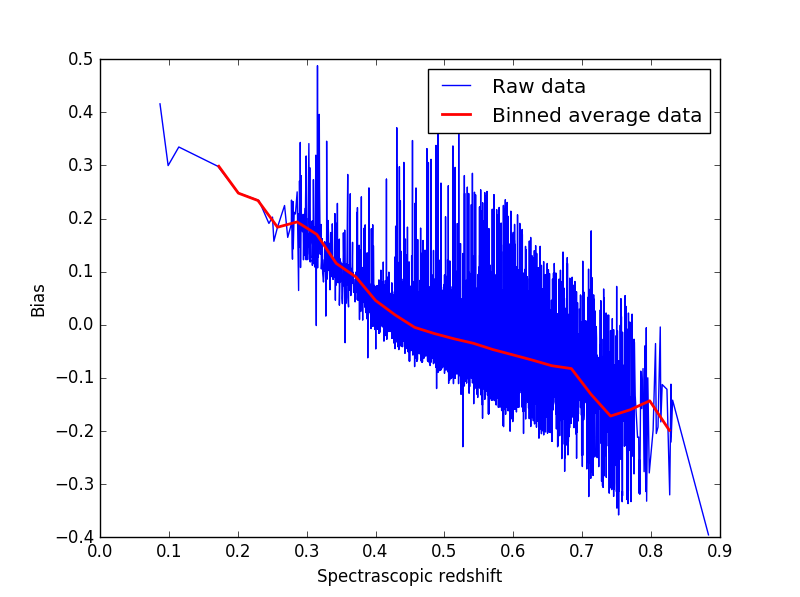 0.5
0.4
0.3
0.2
0.1
0.0
−0.1
−0.2
−0.3
−0.4
Bias
Raw data
Binned average data
0.0 0.1 0.2 0.3 0.4 0.5 0.6 0.7 0.8 0.9
Spectrascopic redshift